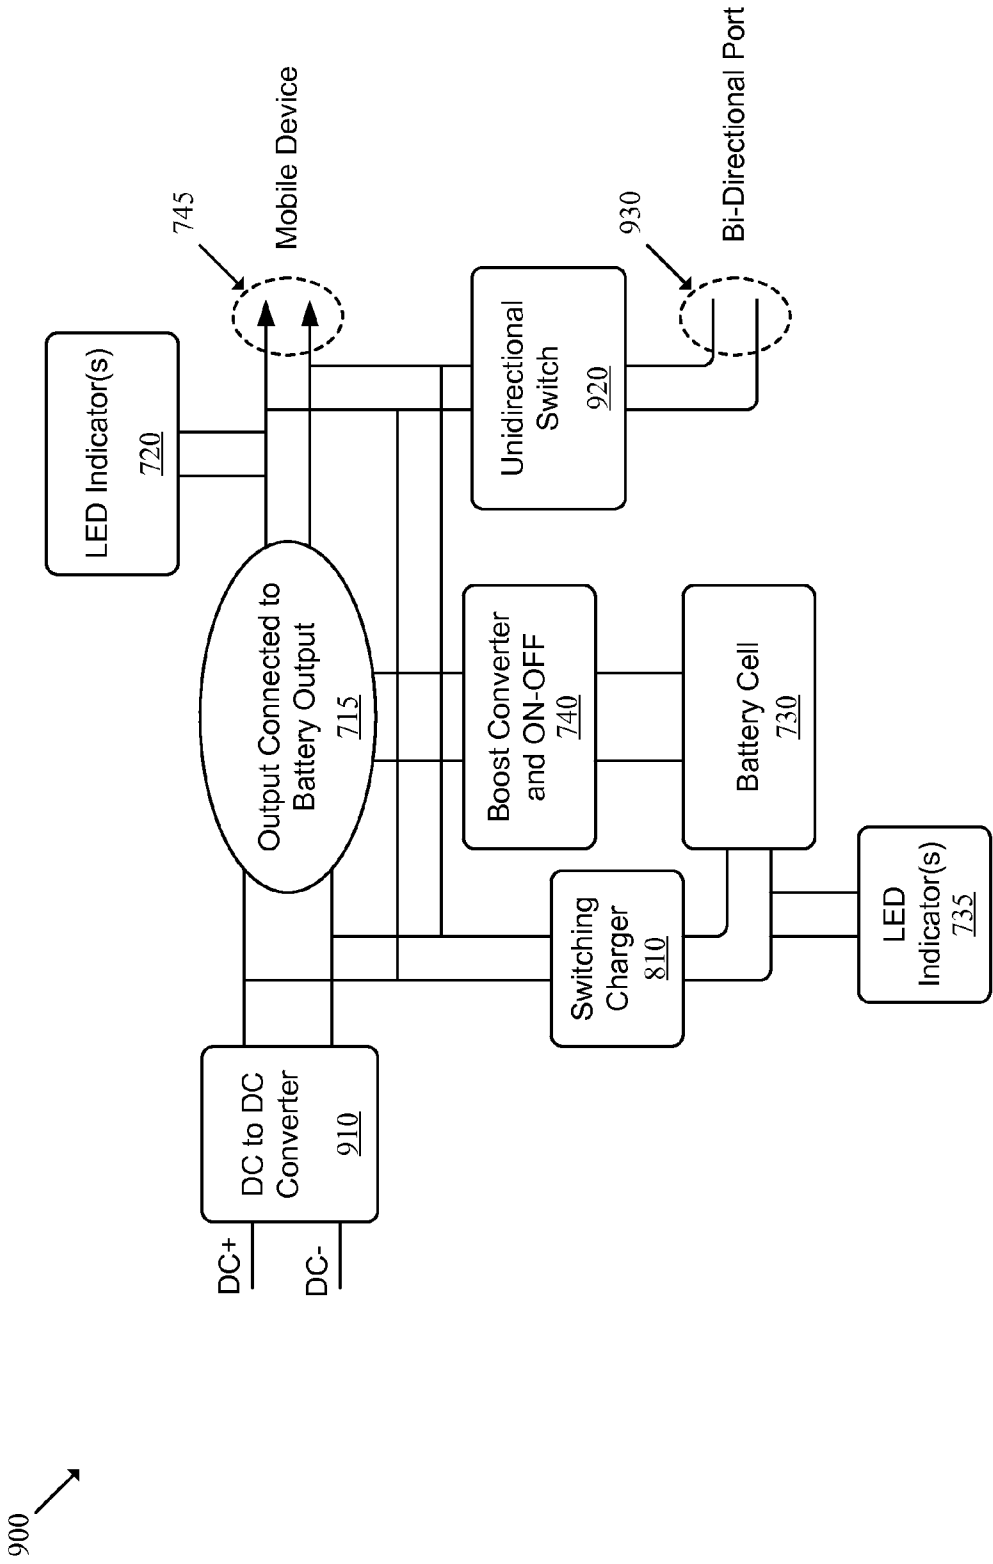 900
DC+
DC-
DC to DC
Converter
910
Output Connected to
Battery Output
715
LED Indicator(s)
720
745
Mobile Device
Switching
Charger
810
Boost Converter
and ON-OFF
740
Unidirectional
Switch
920
930
Bi-Directional Port
Battery Cell
730
LED
Indicator(s)
735